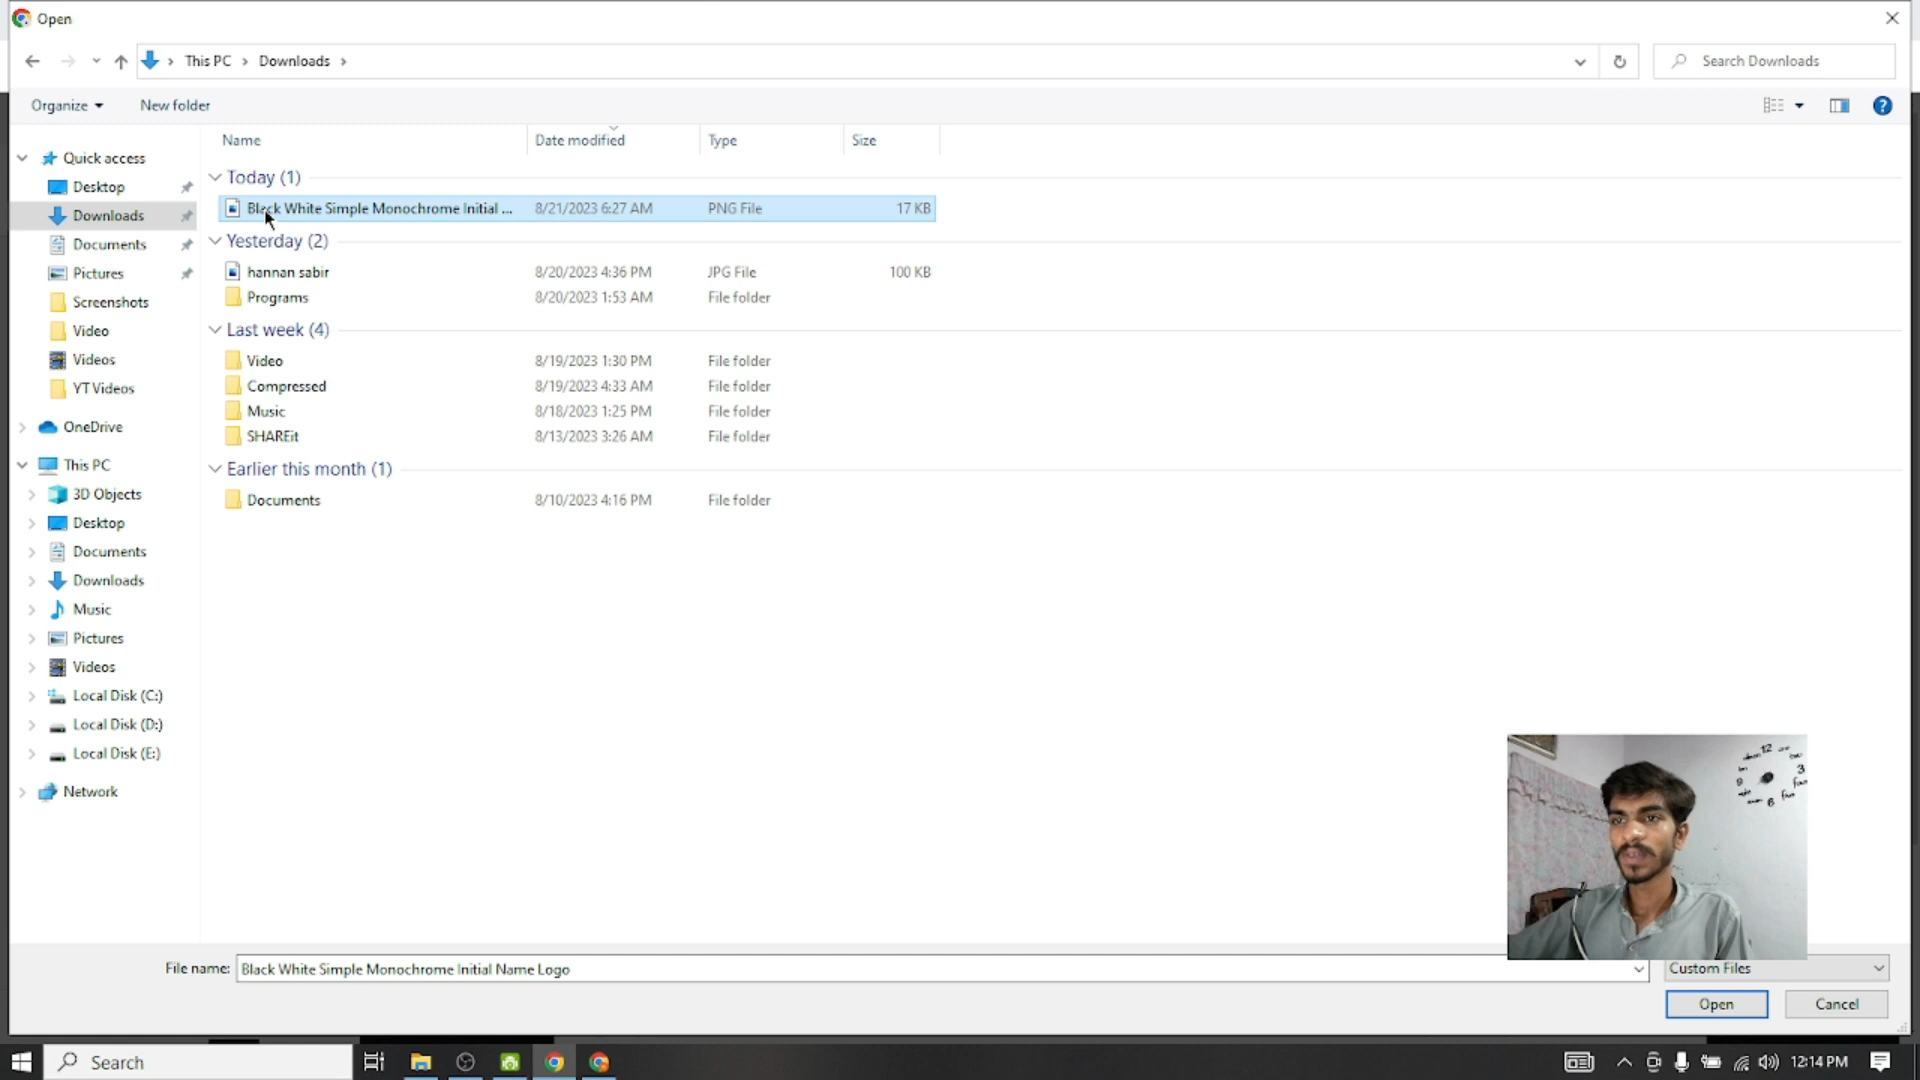 Open
This PC > Downloads >
Search Downloads
Organize
New folder
Name
Date modified
Type
Size
Quick access
Desktop
Downloads
Documents
Pictures
Screenshots
Video
Videos
YT Videos
OneDrive
This PC
3D Objects
Desktop
Documents
Downloads
Music
Pictures
Videos
Local Disk (C:)
Local Disk (D:)
Local Disk (E:)
Network
Today (1)
Black White Simple Monochrome Initial ... 8/21/2023 6:27 AM PNG File 17 KB
Yesterday (2)
hannan sabir 8/20/2023 4:36 PM JPG File 100 KB
Programs 8/20/2023 1:53 AM File folder
Last week (4)
Video 8/19/2023 1:30 PM File folder
Compressed 8/19/2023 4:33 AM File folder
Music 8/18/2023 1:25 PM File folder
SHAREit 8/13/2023 3:26 AM File folder
Earlier this month (1)
Documents 8/10/2023 4:16 PM File folder
12
3
6
9
File name: Black White Simple Monochrome Initial Name Logo
Custom Files
Open
Cancel
Search
12:14 PM